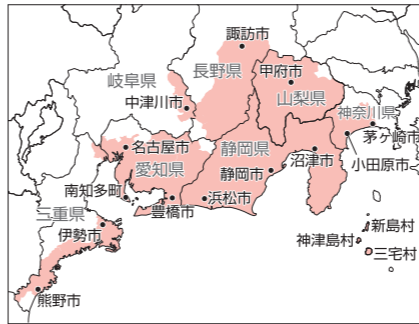 諏訪市
岐阜県
長野県
甲府市
中津川市
山梨県
神奈川県
茅ヶ崎市
名古屋市
静岡県
愛知県
沼津市
小田原市
静岡市
南知多町
浜松市
豊橋市
三重県
伊勢市
新島村
神津島村
三宅村
熊野市